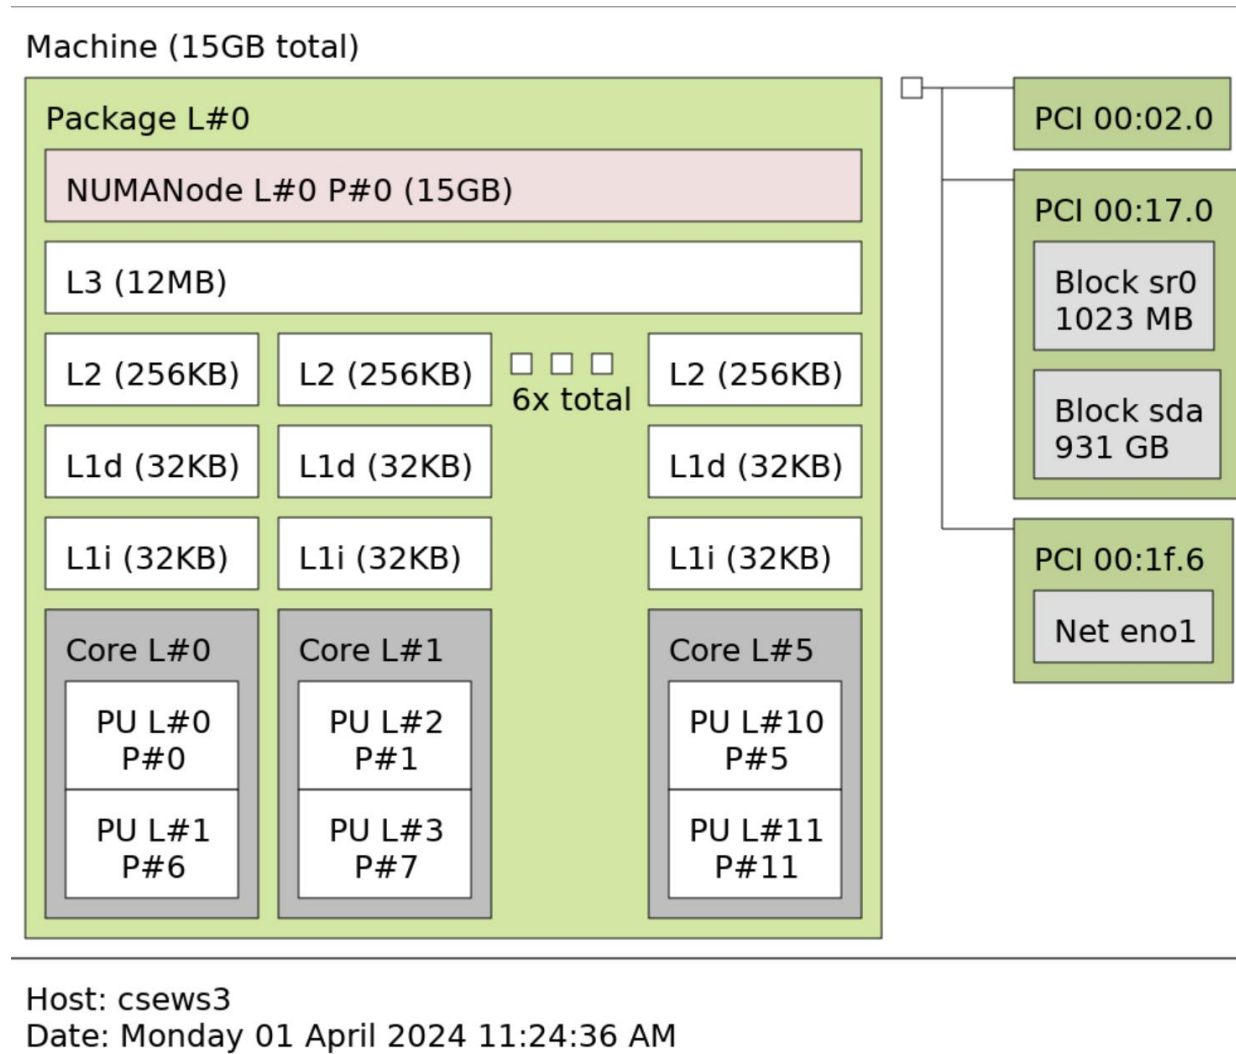 Machine (15GB total)
Package L#0
NUMANode L#0 P#0 (15GB)
L3 (12MB)
L2 (256KB)
L2 (256KB)
6x total
L2 (256KB)
L1d (32KB)
L1d (32KB)
L1d (32KB)
L1i (32KB)
L1i (32KB)
L1i (32KB)
Core L#0
PU L#0
P#0
PU L#1
P#6
Core L#1
PU L#2
P#1
PU L#3
P#7
Core L#5
PU L#10
P#5
PU L#11
P#11
PCI 00:02.0
PCI 00:17.0
Block sr0
1023 MB
Block sda
931 GB
PCI 00:1f.6
Net eno1
Host: csews3
Date: Monday 01 April 2024 11:24:36 AM